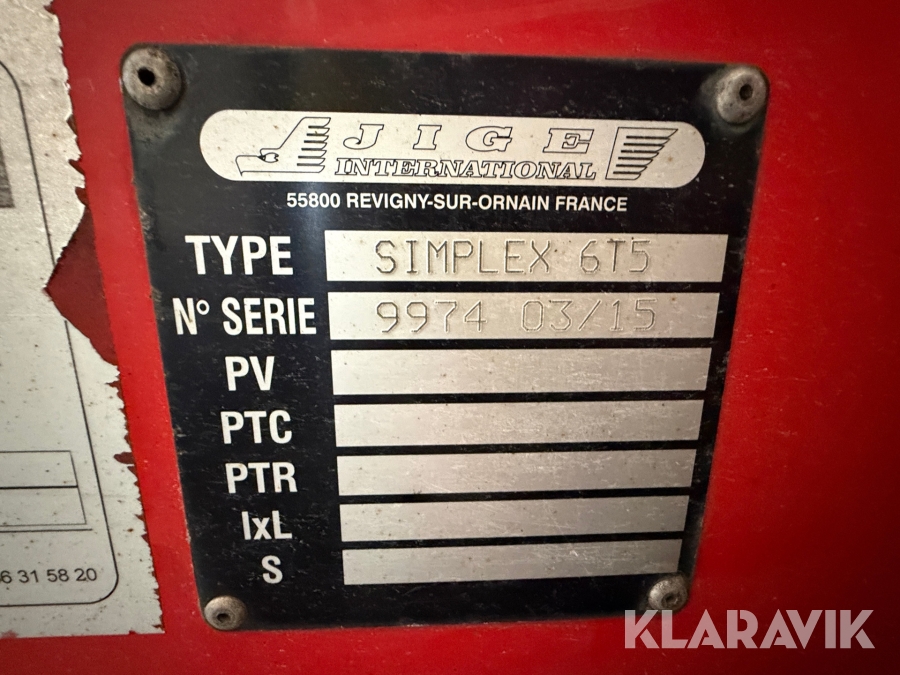 JIGE
INTERNATIONAL
55800 REVIGNY-SUR-ORNAIN FRANCE
TYPE SIMPLEX 6T5
N° SERIE 9974 03/15
PV
PTC
PTR
lxL
S
6 31 58 20
KLARAVIK